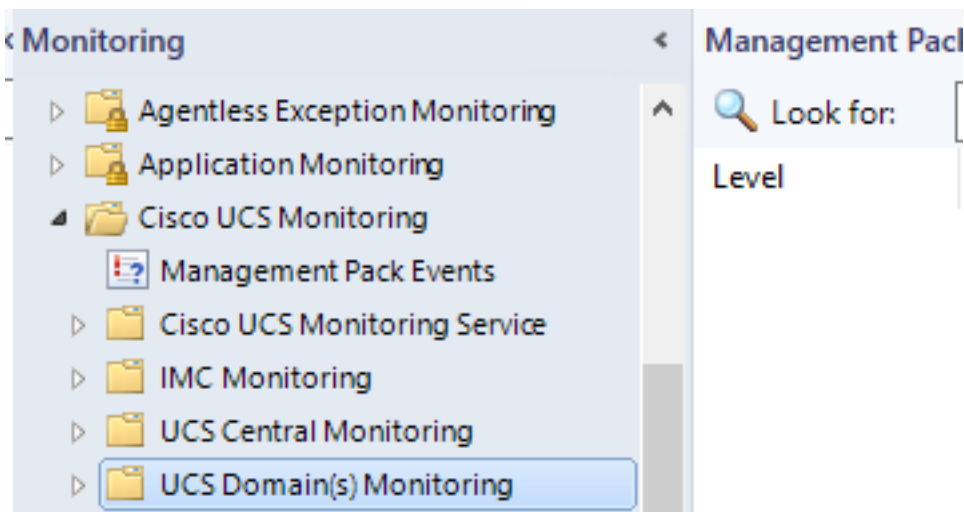 Monitoring
Agentless Exception Monitoring
Application Monitoring
Cisco UCS Monitoring
Management Pack Events
Cisco UCS Monitoring Service
IMC Monitoring
UCS Central Monitoring
UCS Domain(s) Monitoring
Management Pack
Look for:
Level